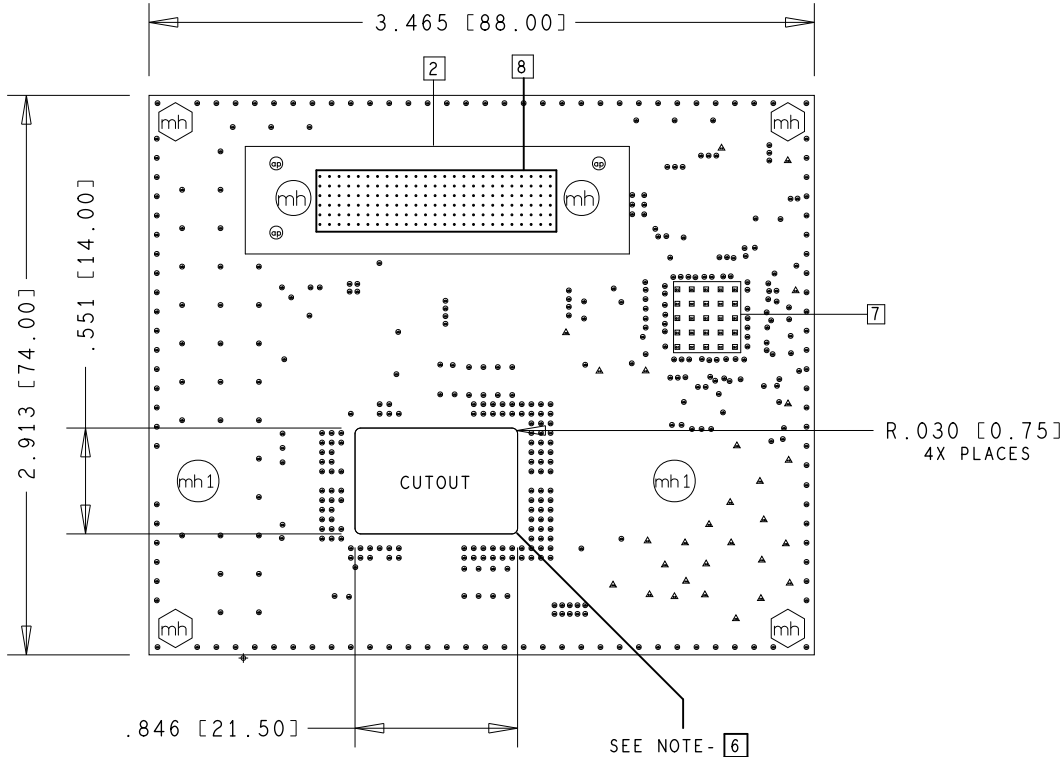 3.465 [88.00]
2
8
mh
mh
ap
ap
mh
mh
ap
.551 [14.00]
2.913 [74.00]
7
R.030 [0.75]
4X PLACES
mh1
CUTOUT
mh1
mh
mh
.846 [21.50]
SEE NOTE- 6